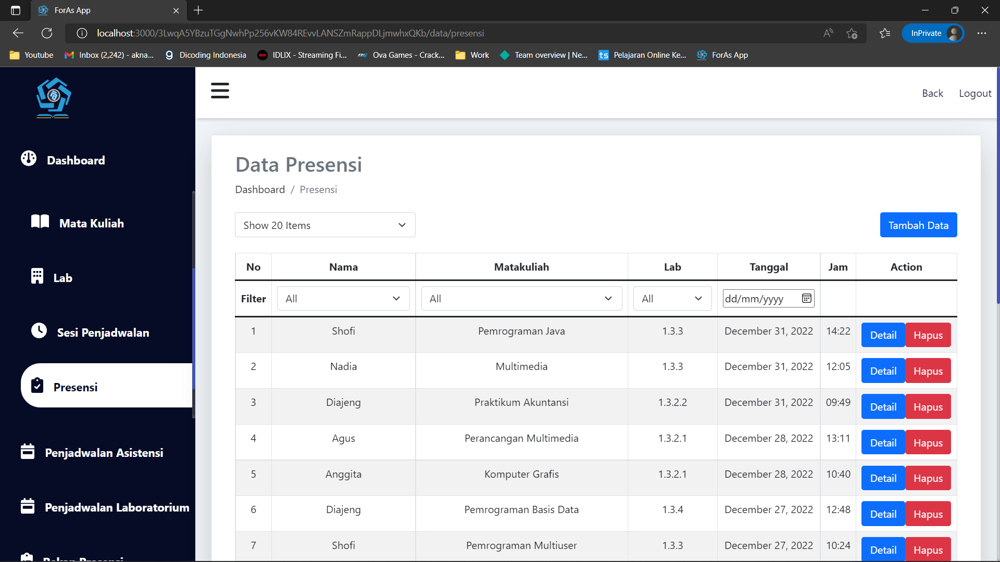 ForAs App
localhost:3000/3LwqA5YBzuTGgNwhPp256vKW84REvvLANSZmRappDLjmwhxQKb/data/presensi
InPrivate
Youtube
Inbox (2,242) - akna...
Dicoding Indonesia
IDLIX - Streaming Fi...
Ova Games - Crack...
Work
Team overview | Ne...
Pelajaran Online Ke...
ForAs App
Back
Logout
Dashboard
Mata Kuliah
Lab
Sesi Penjadwalan
Presensi
Penjadwalan Asistensi
Penjadwalan Laboratorium
Data Presensi
Dashboard / Presensi
Show 20 Items
Tambah Data
No Nama Matakuliah Lab Tanggal Jam Action
Filter All All All dd/mm/yyyy
1 Shofi Pemrograman Java 1.3.3 December 31, 2022 14:22 Detail Hapus
2 Nadia Multimedia 1.3.3 December 31, 2022 12:05 Detail Hapus
3 Diajeng Praktikum Akuntansi 1.3.2.2 December 31, 2022 09:49 Detail Hapus
4 Agus Perancangan Multimedia 1.3.2.1 December 28, 2022 13:11 Detail Hapus
5 Anggita Komputer Grafis 1.3.2.1 December 28, 2022 10:40 Detail Hapus
6 Diajeng Pemrograman Basis Data 1.3.4 December 27, 2022 12:48 Detail Hapus
7 Shofi Pemrograman Multiuser 1.3.3 December 27, 2022 10:24 Detail Hapus